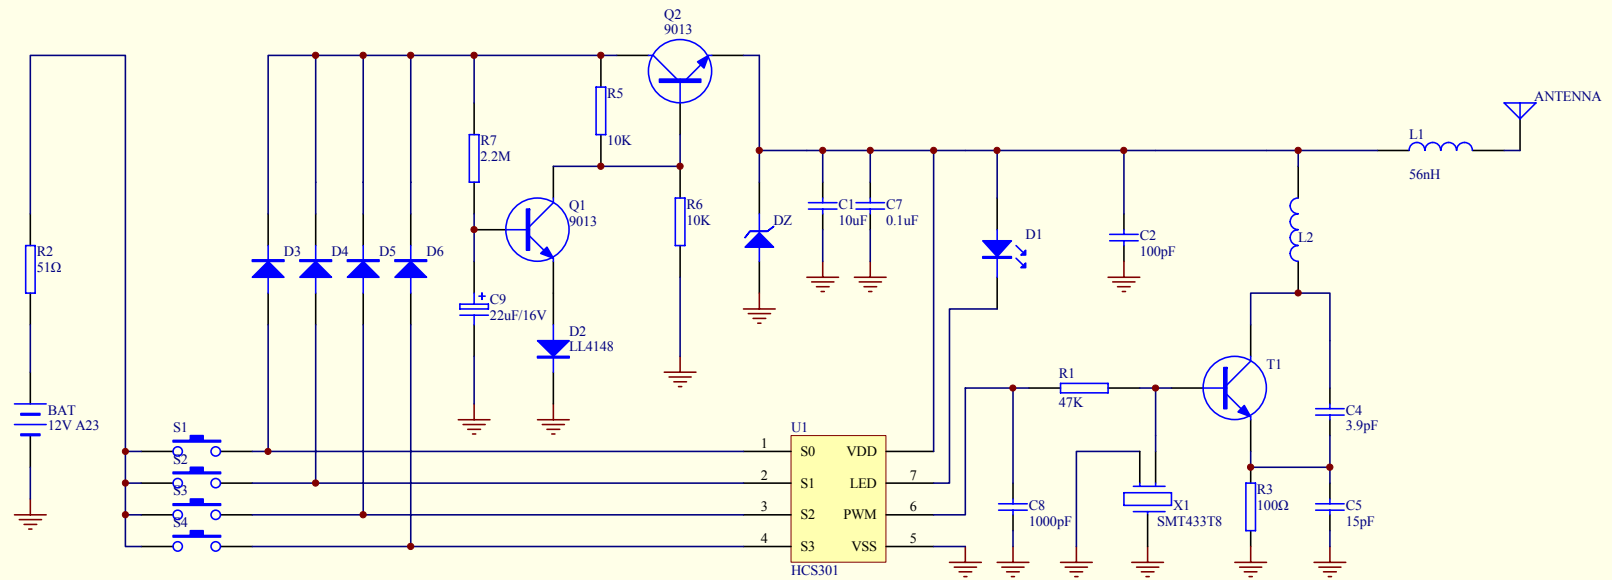 Q2
9013
ANTENNA
R5
10K
L1
56nH
R7
2.2M
Q1
9013
R6
10K
DZ
C1
10uF
C7
0.1uF
D1
C2
100pF
L2
R2
51Ω
D3
D4
D5
D6
C9
22uF/16V
D2
LL4148
T1
R1
47K
BAT
12V A23
C4
3.9pF
S1
S2
S3
S4
U1
1
S0
VDD
2
S1
LED
7
3
S2
PWM
6
4
S3
VSS
5
HCS301
C8
1000pF
X1
SMT433T8
R3
100Ω
C5
15pF